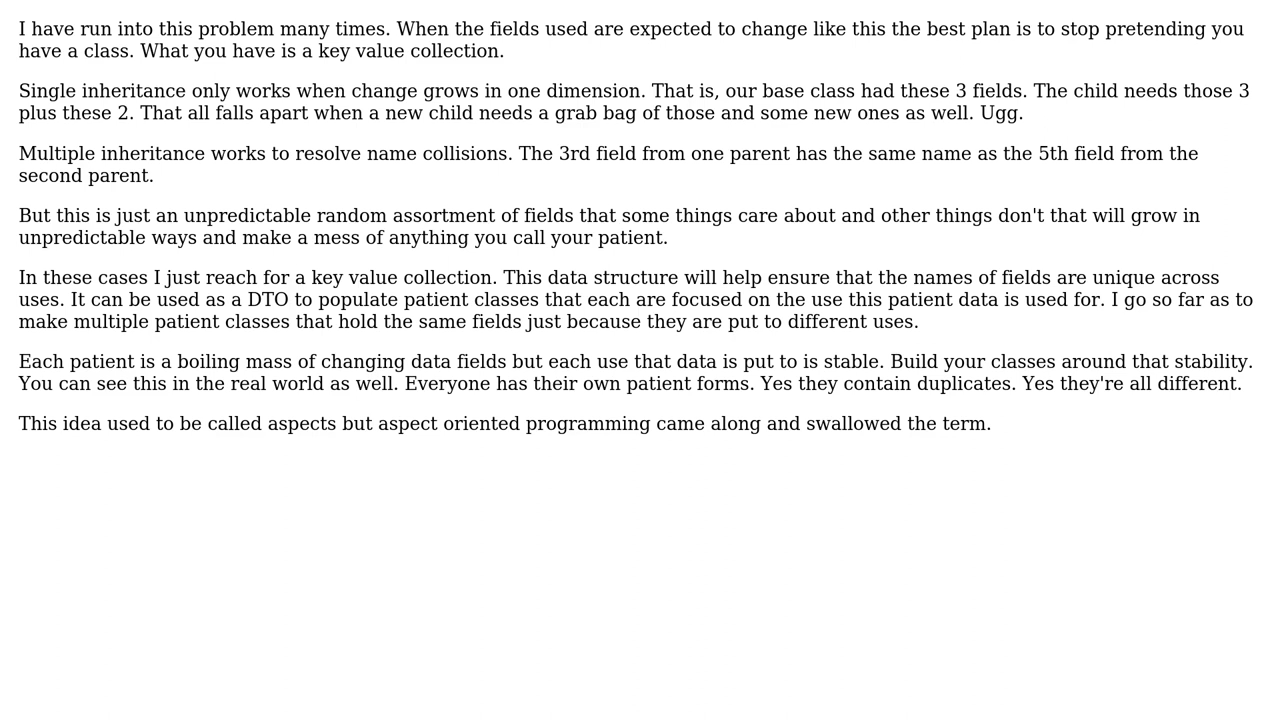 I have run into this problem many times. When the fields used are expected to change like this the best plan is to stop pretending you
have a class. What you have is a key value collection.
Single inheritance only works when change grows in one dimension. That is, our base class had these 3 fields. The child needs those 3
plus these 2. That all falls apart when a new child needs a grab bag of those and some new ones as well. Ugg.
Multiple inheritance works to resolve name collisions. The 3rd field from one parent has the same name as the 5th field from the
second parent.
But this is just an unpredictable random assortment of fields that some things care about and other things don't that will grow in
unpredictable ways and make a mess of anything you call your patient.
In these cases I just reach for a key value collection. This data structure will help ensure that the names of fields are unique across
uses. It can be used as a DTO to populate patient classes that each are focused on the use this patient data is used for. I go so far as to
make multiple patient classes that hold the same fields just because they are put to different uses.
Each patient is a boiling mass of changing data fields but each use that data is put to is stable. Build your classes around that stability.
You can see this in the real world as well. Everyone has their own patient forms. Yes they contain duplicates. Yes they're all different.
This idea used to be called aspects but aspect oriented programming came along and swallowed the term.